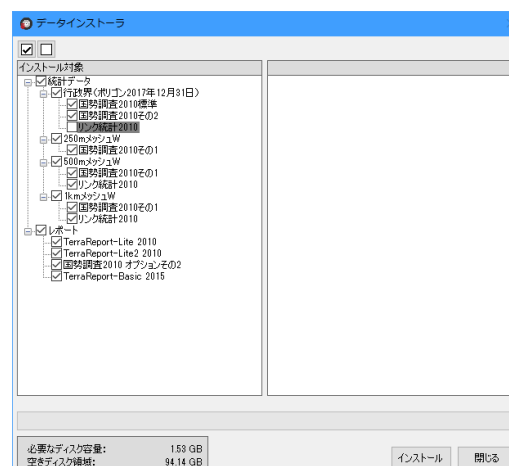 データインストーラ
インストール対象
統計データ
行政界(ポリゴン2017年12月31日)
国勢調査2010標準
国勢調査2010その2
リンク統計2010
250mメッシュW
国勢調査2010その1
500mメッシュW
国勢調査2010その1
リンク統計2010
1kmメッシュW
国勢調査2010その1
リンク統計2010
レポート
TerraReport-Lite 2010
TerraReport-Lite2 2010
国勢調査2010 オプションその2
TerraReport-Basic 2015
必要なディスク容量: 1.53 GB
空きディスク領域: 94.14 GB
インストール 閉じる